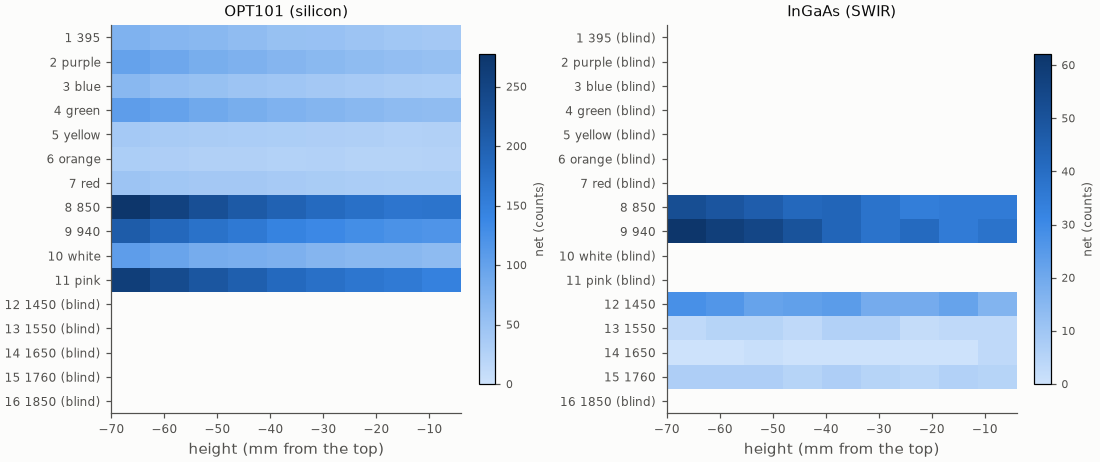 OPT101 (silicon)
1 395
2 purple
3 blue
4 green
5 yellow
6 orange
7 red
8 850
9 940
10 white
11 pink
12 1450 (blind)
13 1550 (blind)
14 1650 (blind)
15 1760 (blind)
16 1850 (blind)
−70 −60 −50 −40 −30 −20 −10
height (mm from the top)
250
200
150
100
50
0
net (counts)
InGaAs (SWIR)
1 395 (blind)
2 purple (blind)
3 blue (blind)
4 green (blind)
5 yellow (blind)
6 orange (blind)
7 red (blind)
8 850
9 940
10 white (blind)
11 pink (blind)
12 1450
13 1550
14 1650
15 1760
16 1850 (blind)
−70 −60 −50 −40 −30 −20 −10
height (mm from the top)
60
50
40
30
20
10
0
net (counts)